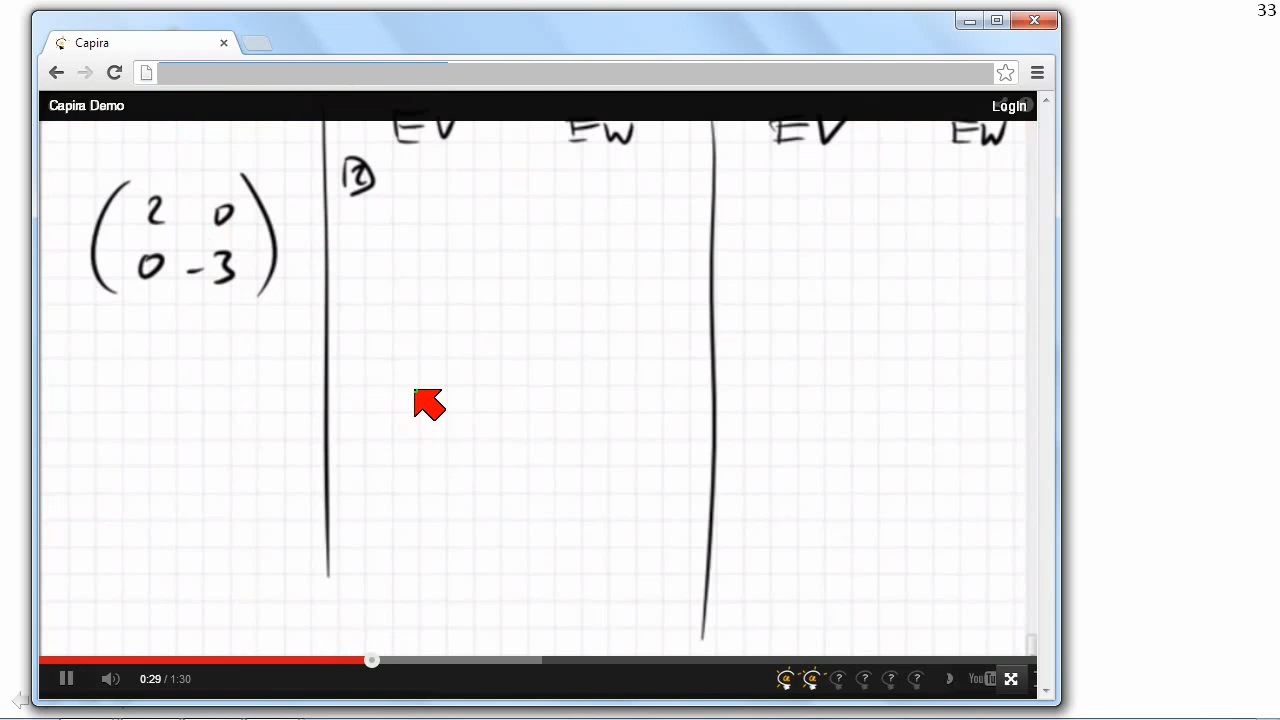 33
Capira
Capira Demo
Login
EV EW EV EW
2 0
0 -3
0:29 / 1:30